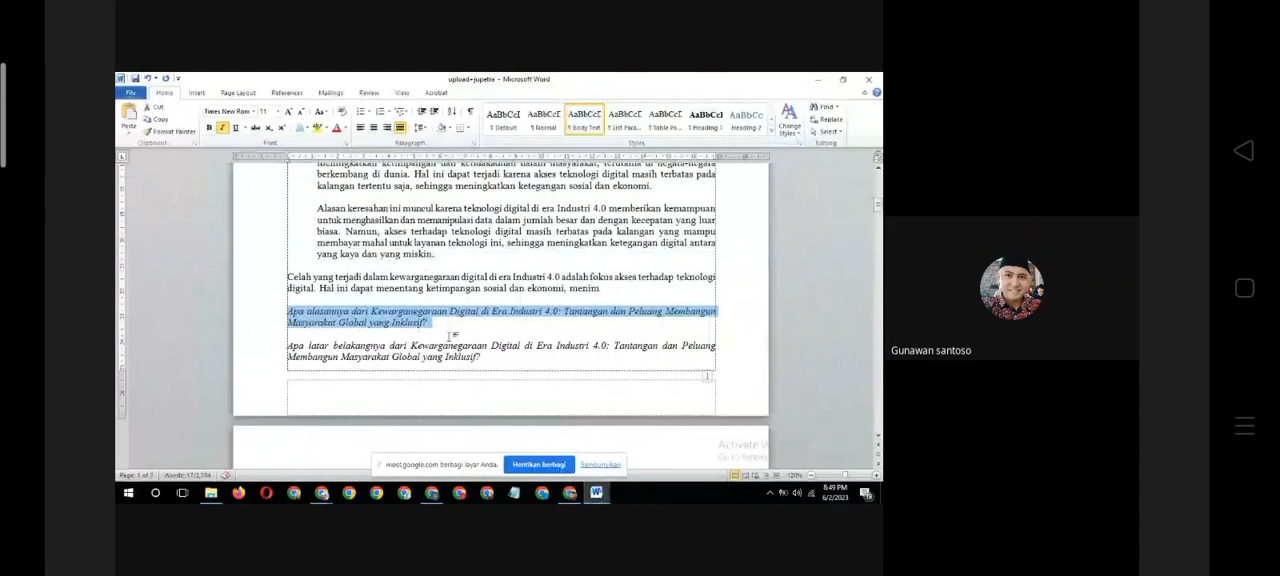 upload+jupetra - Microsoft Word
File Home Insert Page Layout References Mailings Review View Acrobat
Cut
Copy
Format Painter
Paste
Clipboard
Times New Rom 11
Font
Paragraph
AaBbCcI AaBbCcI AaBbCcI AaBbCcI AaBbCcI AaBbCcI AaBbCc
¶ Default ¶ Normal ¶ Body Text ¶ List Para... ¶ Table Pa... ¶ Heading 1 Heading 2
Styles
Change Styles
Find
Replace
Select
Editing
berkembang di dunia. Hal ini dapat terjadi karena akses teknologi digital masih terbatas pada
kalangan tertentu saja, sehingga meningkatkan ketegangan sosial dan ekonomi.
Alasan keresahan ini muncul karena teknologi digital di era Industri 4.0 memberikan kemampuan
untuk menghasilkan dan memanipulasi data dalam jumlah besar dan dengan kecepatan yang luar
biasa. Namun, akses terhadap teknologi digital masih terbatas pada kalangan yang mampu
membayar mahal untuk layanan teknologi ini, sehingga meningkatkan ketegangan digital antara
yang kaya dan yang miskin.
Celah yang terjadi dalam kewarganegaraan digital di era Industri 4.0 adalah fokus akses terhadap teknologi
digital. Hal ini dapat menentang ketimpangan sosial dan ekonomi, menim
Apa alasannya dari Kewarganegaraan Digital di Era Industri 4.0: Tantangan dan Peluang Membangun
Masyarakat Global yang Inklusif?
Apa latar belakangnya dari Kewarganegaraan Digital di Era Industri 4.0: Tantangan dan Peluang
Membangun Masyarakat Global yang Inklusif?
1
Activate W
meet.google.com berbagi layar Anda.
Hentikan berbagi
Sembunyikan
Page: 1 of 7
120%
8:49 PM
6/2/2023
Gunawan santoso